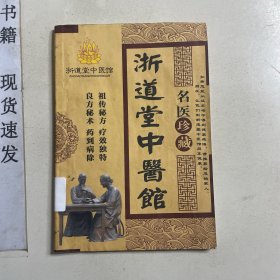 书籍 现货速发
浙道堂中医館
浙道堂中醫館
名医珍藏
祖传秘方 疗效独特
良方秘术 药到病除